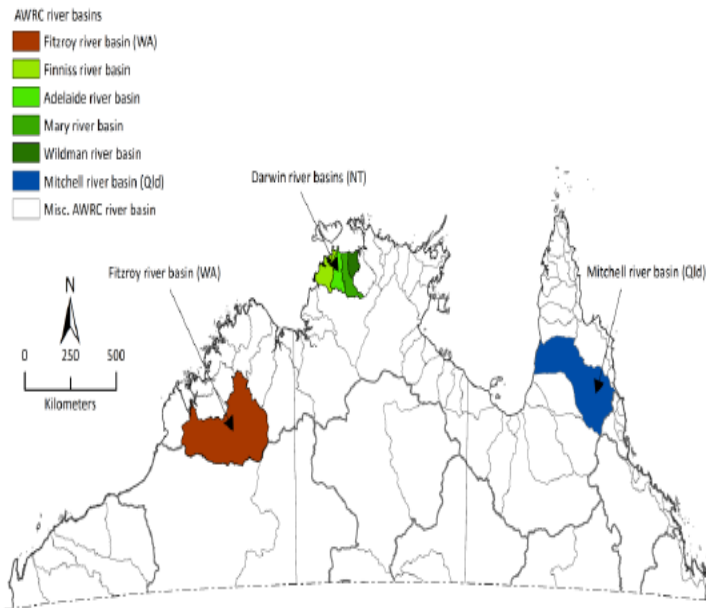 AWRC river basins
Fitzroy river basin (WA)
Finniss river basin
Adelaide river basin
Mary river basin
Wildman river basin
Mitchell river basin (Qld)
Misc. AWRC river basin
Darwin river basins (NT)
Fitzroy river basin (WA)
Mitchell river basin (Qld)
N
0 250 500
Kilometers